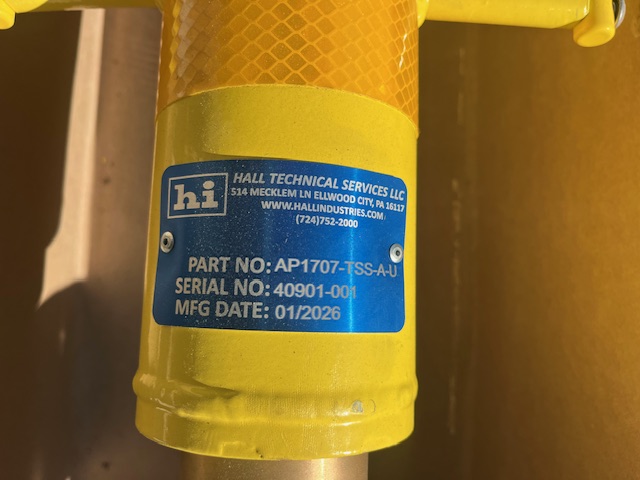 hi
HALL TECHNICAL SERVICES LLC
514 MECKLEM LN ELLWOOD CITY, PA 16117
WWW.HALLINDUSTRIES.COM
(724)752-2000
PART NO: AP1707-TSS-A-U
SERIAL NO: 40901-001
MFG DATE: 01/2026